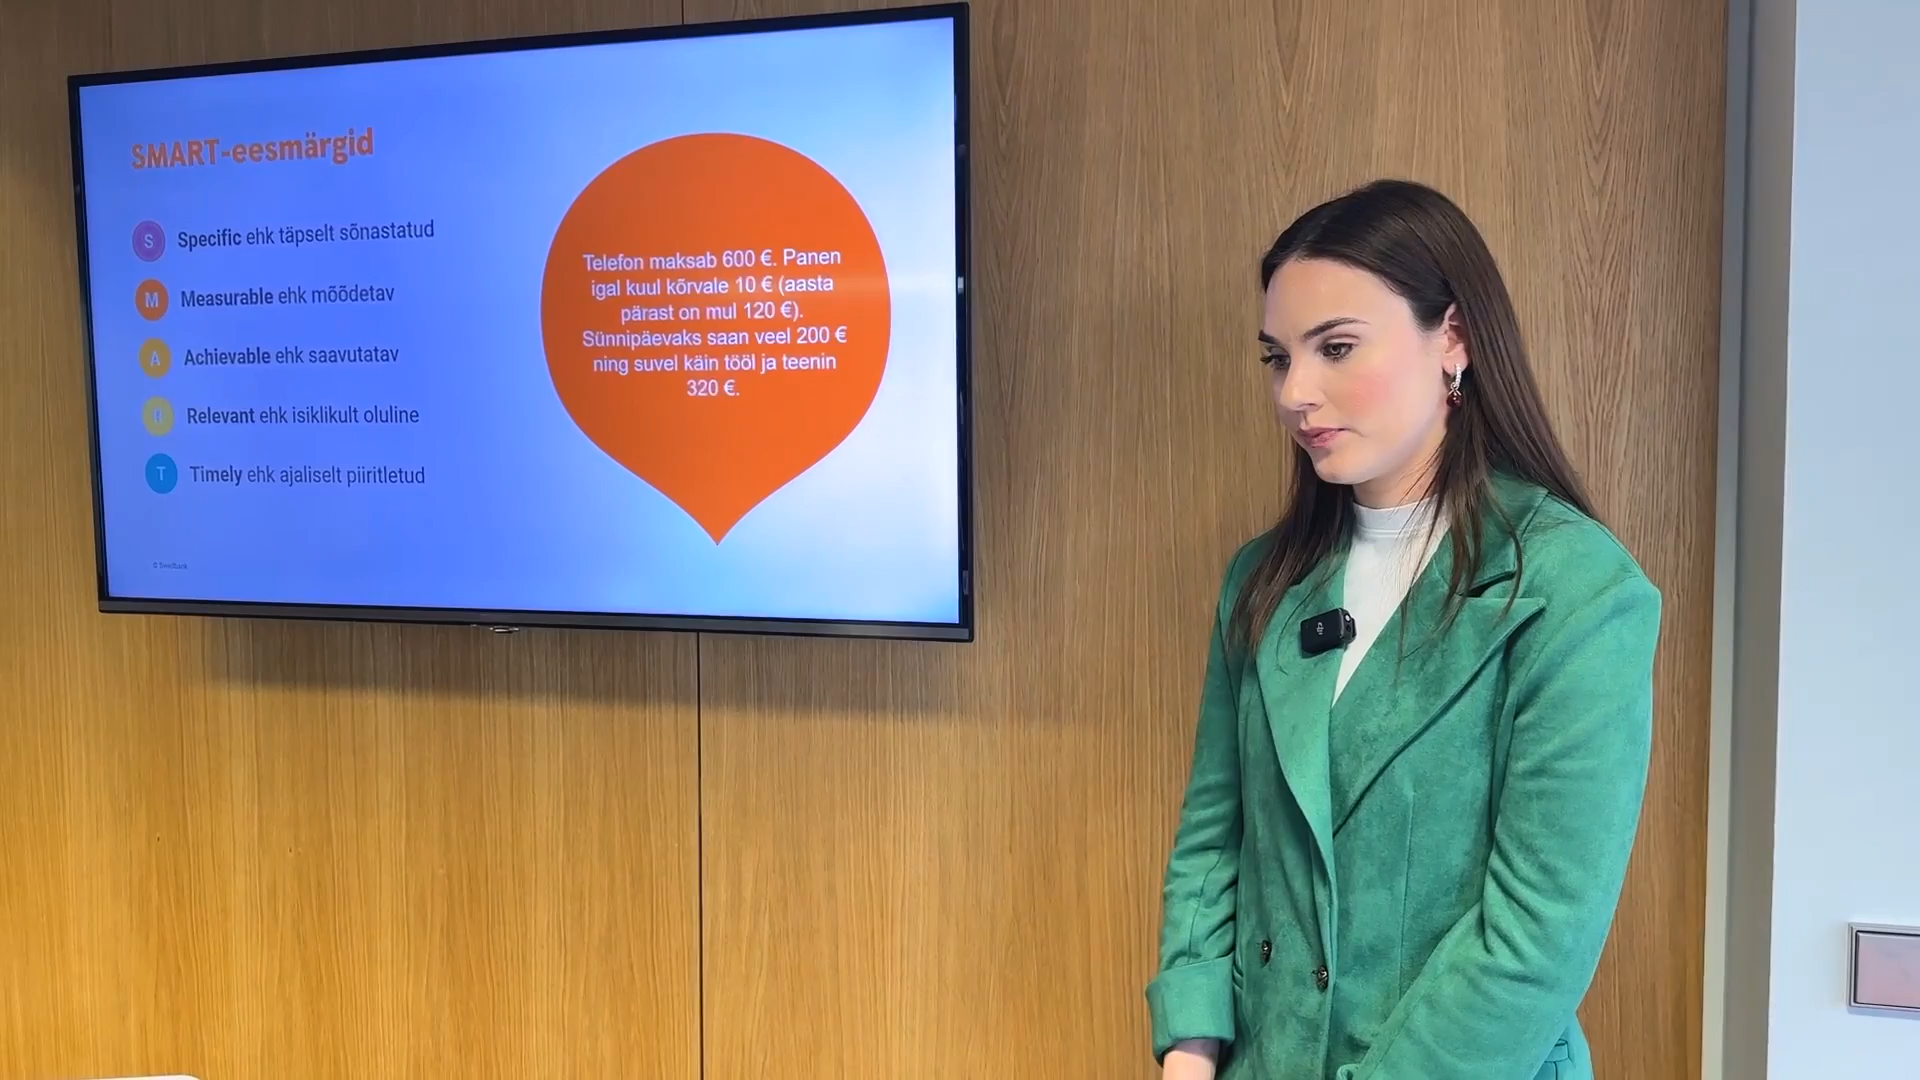 SMART-eesmärgid
S Specific ehk täpselt sõnastatud
M Measurable ehk mõõdetav
A Achievable ehk saavutatav
R Relevant ehk isiklikult oluline
T Timely ehk ajaliselt piiritletud
© Swedbank
Telefon maksab 600 €. Panen
igal kuul kõrvale 10 € (aasta
pärast on mul 120 €).
Sünnipäevaks saan veel 200 €
ning suvel käin tööl ja teenin
320 €.